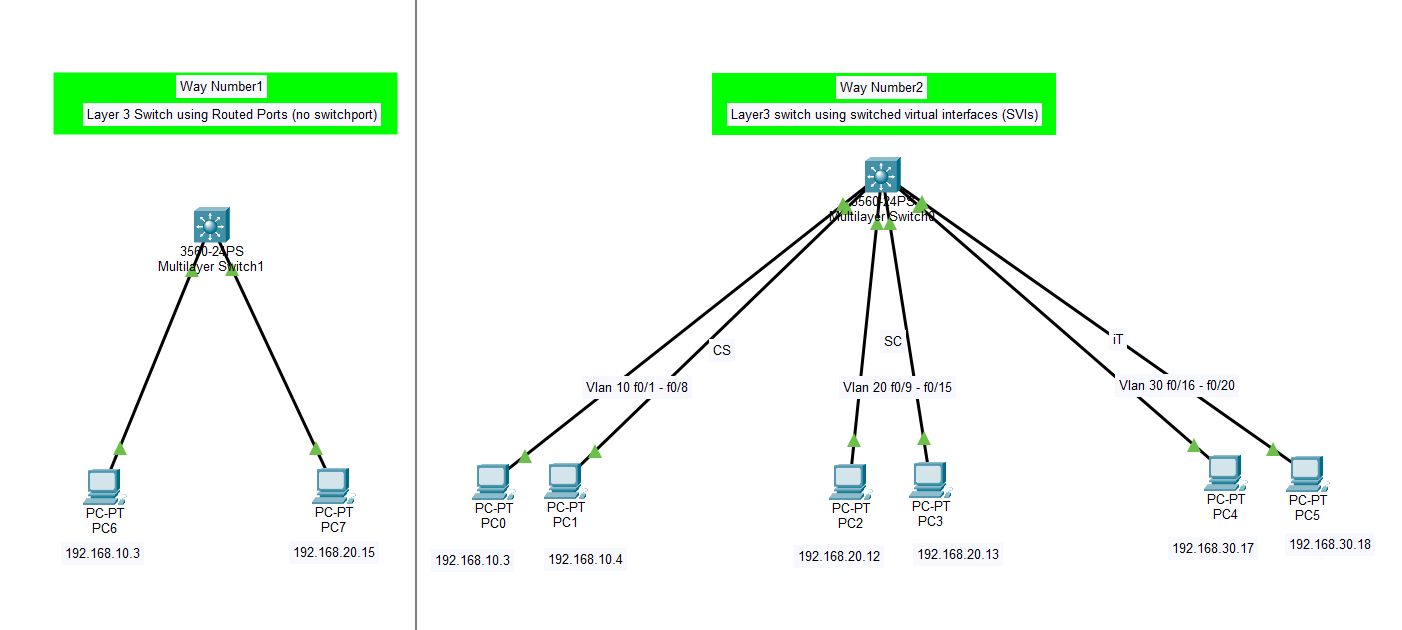 Way Number1
Layer 3 Switch using Routed Ports (no switchport)
3560-24PS
Multilayer Switch1
PC-PT
PC6
192.168.10.3
PC-PT
PC7
192.168.20.15
Way Number2
Layer3 switch using switched virtual interfaces (SVIs)
3560-24PS
Multilayer Switch0
CS
SC
iT
Vlan 10 f0/1 - f0/8
Vlan 20 f0/9 - f0/15
Vlan 30 f0/16 - f0/20
PC-PT
PC0
192.168.10.3
PC-PT
PC1
192.168.10.4
PC-PT
PC2
192.168.20.12
PC-PT
PC3
192.168.20.13
PC-PT
PC4
192.168.30.17
PC-PT
PC5
192.168.30.18